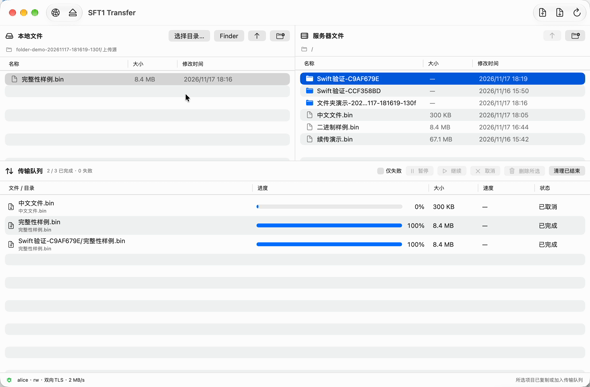 SFT1 Transfer
本地文件
选择目录...
Finder
folder-demo-20261117-181619-130f/上传源
名称 大小 修改时间
完整性样例.bin 8.4 MB 2026/11/17 18:16
服务器文件
/
名称 大小 修改时间
Swift验证-C9AF679E — 2026/11/17 18:19
Swift验证-CCF358BD — 2026/11/16 15:50
文件夹演示-202...117-181619-130f — 2026/11/17 18:16
中文文件.bin 300 KB 2026/11/17 18:05
二进制样例.bin 8.4 MB 2026/11/17 16:44
续传演示.bin 67.1 MB 2026/11/16 15:42
传输队列 2 / 3 已完成 · 0 失败
仅失败 暂停 继续 取消 删除所选 清理已结束
文件 / 目录 进度 大小 速度 状态
中文文件.bin 0% 300 KB — 已取消
中文文件.bin
完整性样例.bin 100% 8.4 MB — 已完成
完整性样例.bin
Swift验证-C9AF679E/完整性样例.bin 100% 8.4 MB — 已完成
完整性样例.bin
alice · rw · 双向TLS · 2 MB/s
所选项目已复制或加入传输队列